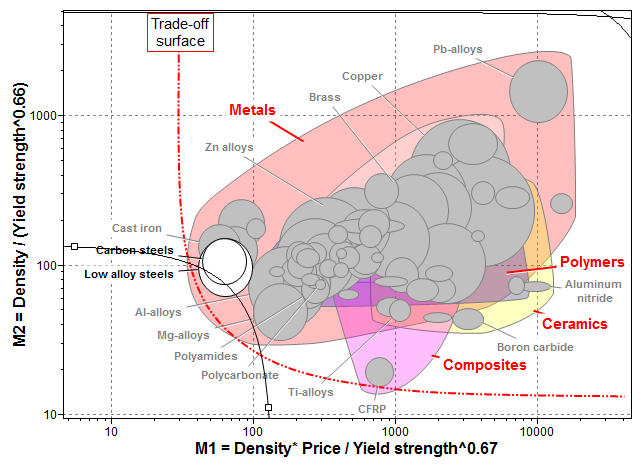 Trade-off
surface
Pb-alloys
Copper
Brass
Metals
Zn alloys
Cast iron
Carbon steels
Low alloy steels
Polymers
Aluminum
nitride
Al-alloys
Mg-alloys
Polyamides
Polycarbonate
Ti-alloys
CFRP
Composites
Boron carbide
Ceramics
1000
100
10
10
100
1000
10000
M2 = Density / (Yield strength^0.66)
M1 = Density* Price / Yield strength^0.67